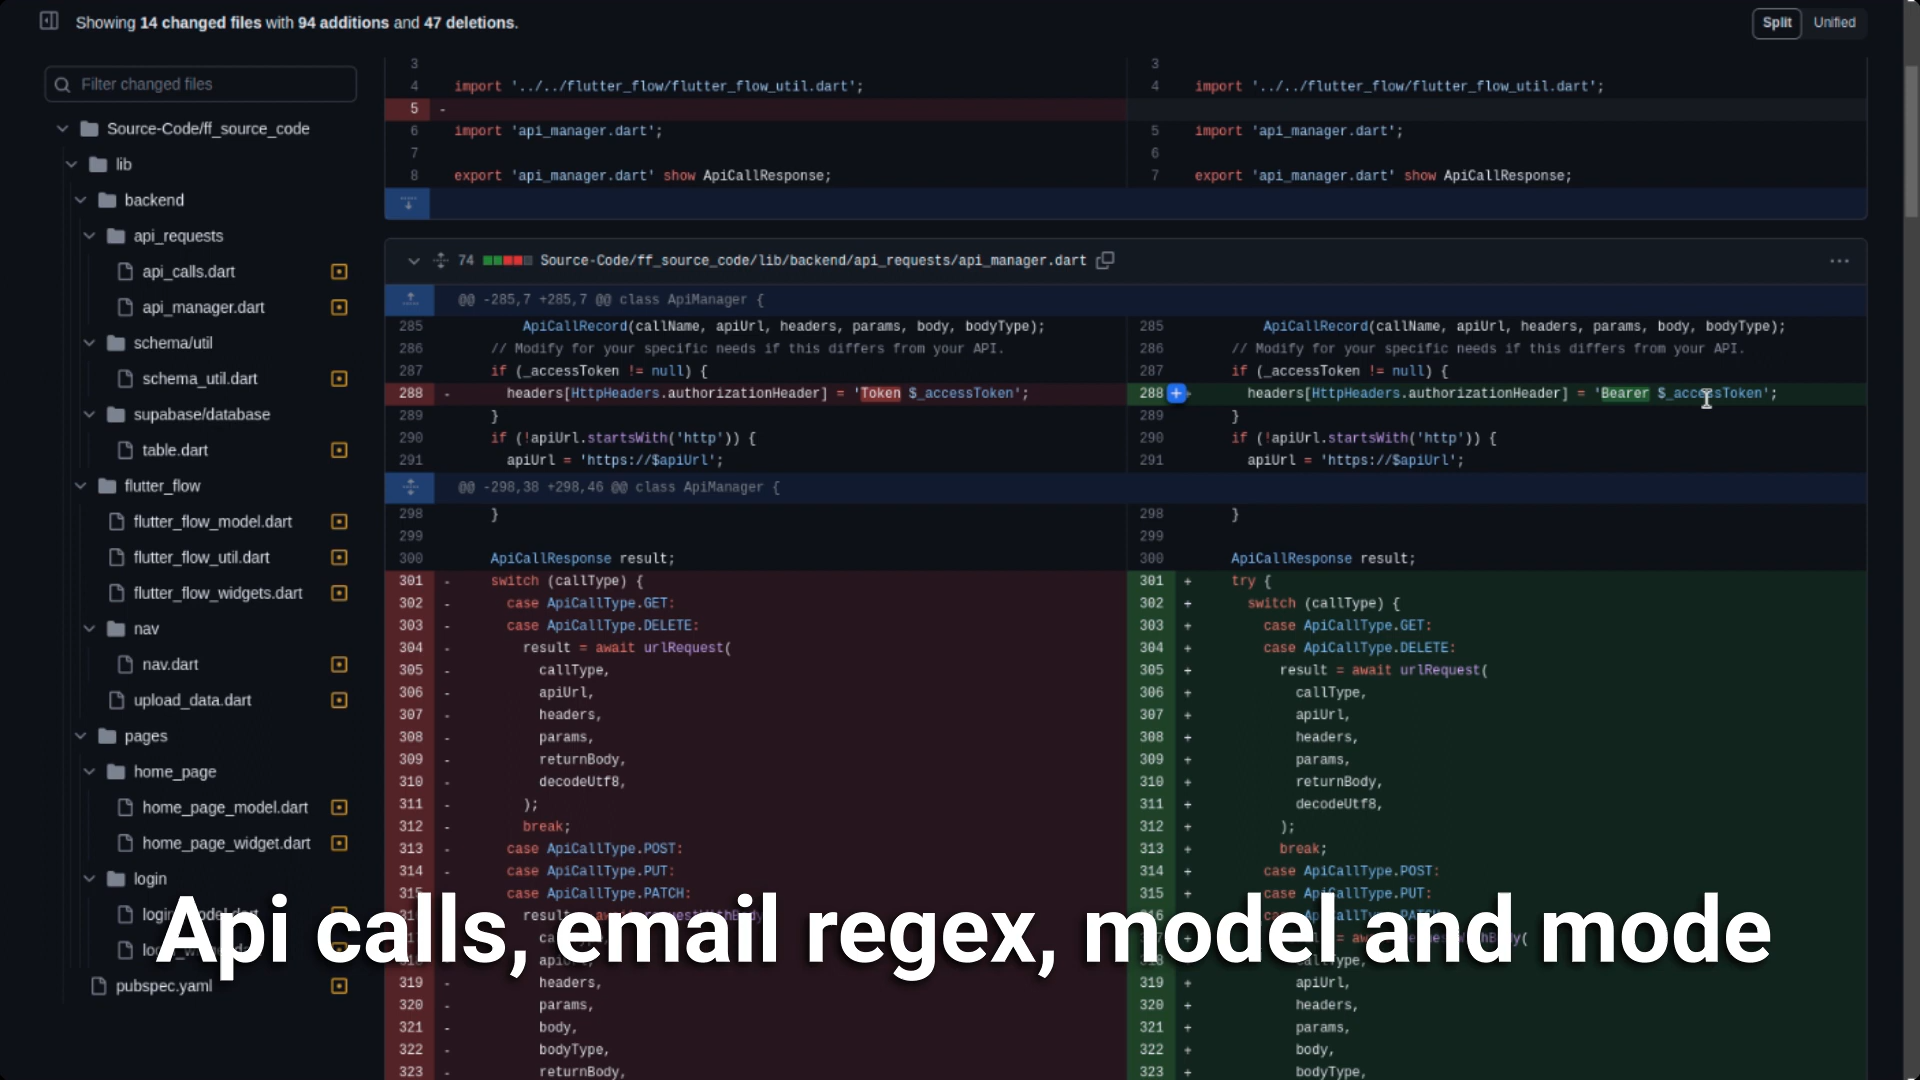 Showing 14 changed files with 94 additions and 47 deletions.
Split
Unified
Filter changed files
Source-Code/ff_source_code
lib
backend
api_requests
api_calls.dart
api_manager.dart
schema/util
schema_util.dart
supabase/database
table.dart
flutter_flow
flutter_flow_model.dart
flutter_flow_util.dart
flutter_flow_widgets.dart
nav
nav.dart
upload_data.dart
pages
home_page
home_page_model.dart
home_page_widget.dart
login
pubspec.yaml
3
4 import '../../flutter_flow/flutter_flow_util.dart';
5 -
6 import 'api_manager.dart';
7
8 export 'api_manager.dart' show ApiCallResponse;
3
4 import '../../flutter_flow/flutter_flow_util.dart';
5 import 'api_manager.dart';
6
7 export 'api_manager.dart' show ApiCallResponse;
74 Source-Code/ff_source_code/lib/backend/api_requests/api_manager.dart
@@ -285,7 +285,7 @@ class ApiManager {
285 ApiCallRecord(callName, apiUrl, headers, params, body, bodyType);
286 // Modify for your specific needs if this differs from your API.
287 if (_accessToken != null) {
288 - headers[HttpHeaders.authorizationHeader] = 'Token $_accessToken';
289 }
290 if (!apiUrl.startsWith('http')) {
291 apiUrl = 'https://$apiUrl';
285 ApiCallRecord(callName, apiUrl, headers, params, body, bodyType);
286 // Modify for your specific needs if this differs from your API.
287 if (_accessToken != null) {
288 + headers[HttpHeaders.authorizationHeader] = 'Bearer $_accessToken';
289 }
290 if (!apiUrl.startsWith('http')) {
291 apiUrl = 'https://$apiUrl';
@@ -298,38 +298,46 @@ class ApiManager {
298 }
299
300 ApiCallResponse result;
301 - switch (callType) {
302 - case ApiCallType.GET:
303 - case ApiCallType.DELETE:
304 - result = await urlRequest(
305 - callType,
306 - apiUrl,
307 - headers,
308 - params,
309 - returnBody,
310 - decodeUtf8,
311 - );
312 - break;
313 - case ApiCallType.POST:
314 - case ApiCallType.PUT:
315 - case ApiCallType.PATCH:
319 - headers,
320 - params,
321 - body,
322 - bodyType,
323 - returnBody,
298 }
299
300 ApiCallResponse result;
301 + try {
302 + switch (callType) {
303 + case ApiCallType.GET:
304 + case ApiCallType.DELETE:
305 + result = await urlRequest(
306 + callType,
307 + apiUrl,
308 + headers,
309 + params,
310 + returnBody,
311 + decodeUtf8,
312 + );
313 + break;
314 + case ApiCallType.POST:
315 + case ApiCallType.PUT:
319 + apiUrl,
320 + headers,
321 + params,
322 + body,
323 + bodyType,
Api calls, email regex, model and mode